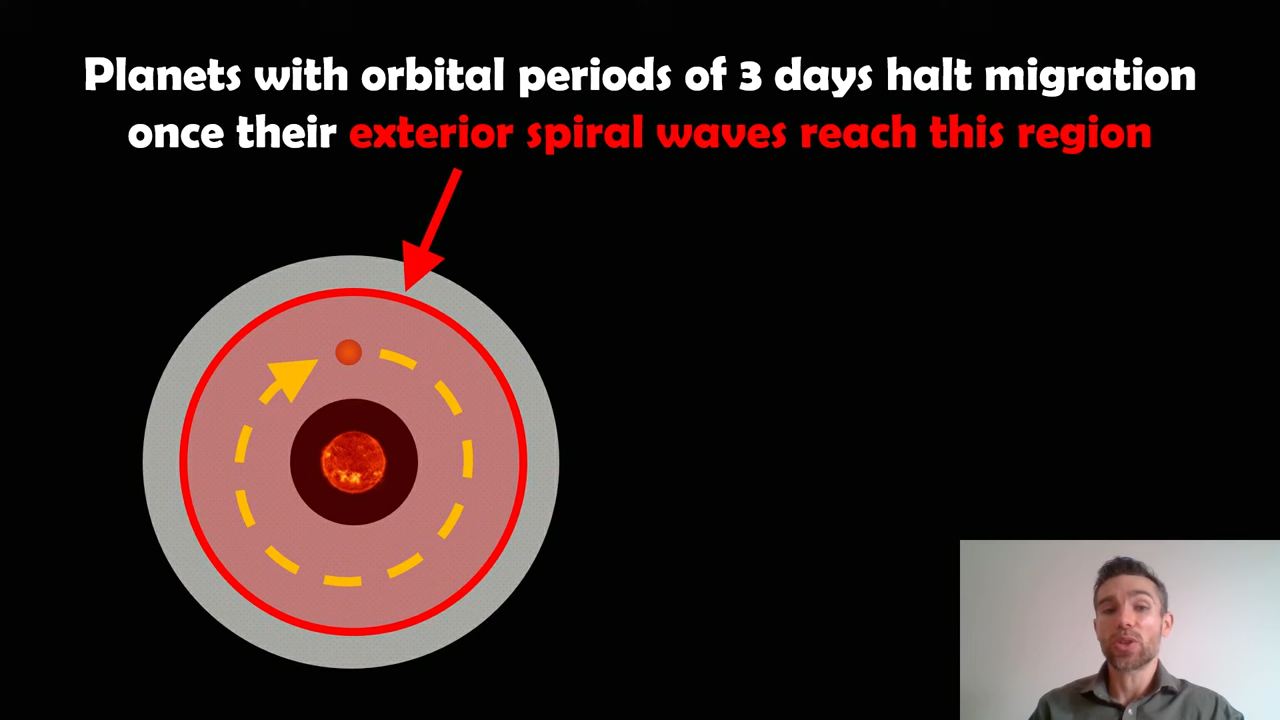 Planets with orbital periods of 3 days halt migration
once their exterior spiral waves reach this region